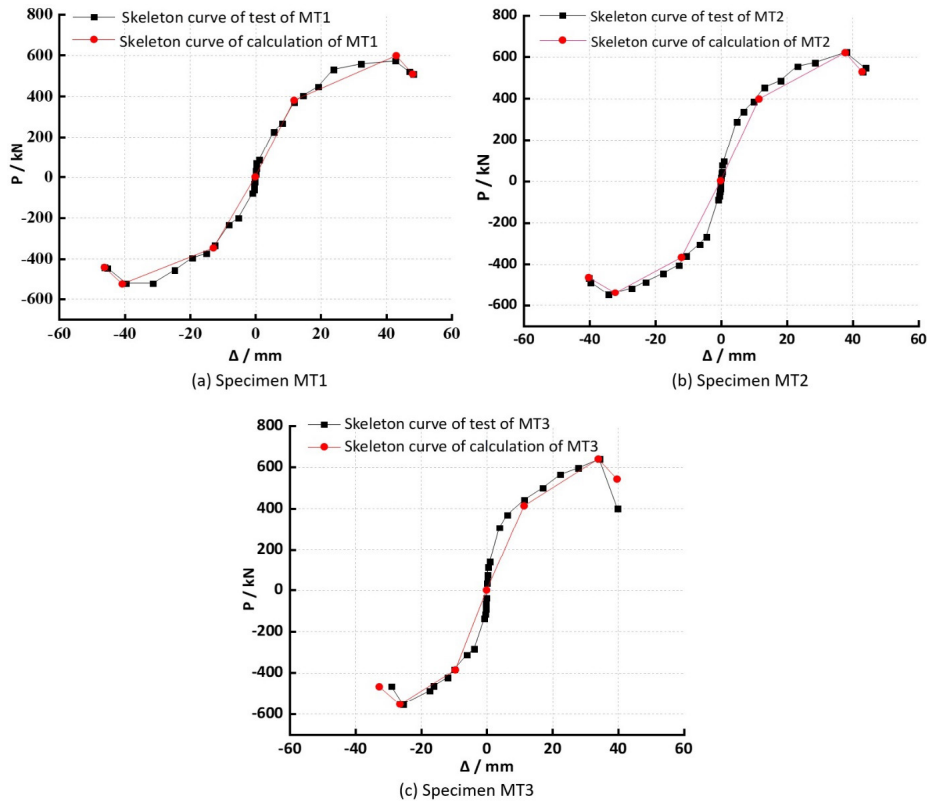 Skeleton curve of test of MT1
Skeleton curve of calculation of MT1
800
600
400
200
0
-200
-400
-600
P / kN
-60 -40 -20 0 20 40 60
Δ / mm
(a) Specimen MT1
Skeleton curve of test of MT2
Skeleton curve of calculation of MT2
800
600
400
200
0
-200
-400
-600
P / kN
-60 -40 -20 0 20 40 60
Δ / mm
(b) Specimen MT2
Skeleton curve of test of MT3
Skeleton curve of calculation of MT3
800
600
400
200
0
-200
-400
-600
P / kN
-60 -40 -20 0 20 40 60
Δ / mm
(c) Specimen MT3